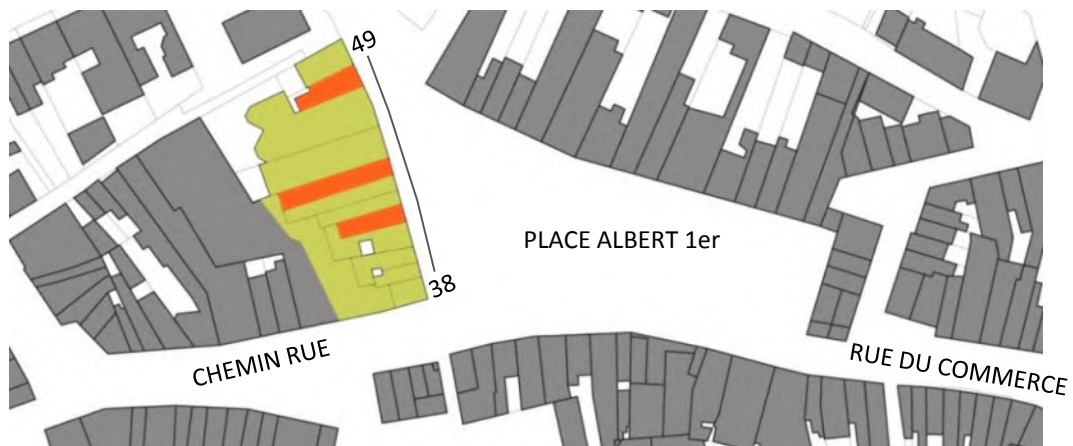 49
38
PLACE ALBERT 1er
CHEMIN RUE
RUE DU COMMERCE